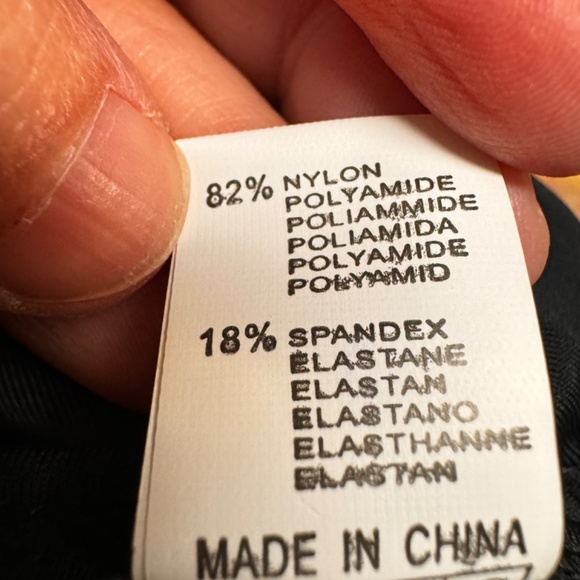 82% NYLON
POLYAMIDE
POLIAMMIDE
POLIAMIDA
POLYAMIDE
POLYAMID
18% SPANDEX
ELASTANE
ELASTAN
ELASTANO
ELASTHANNE
ELASTAN
MADE IN CHINA